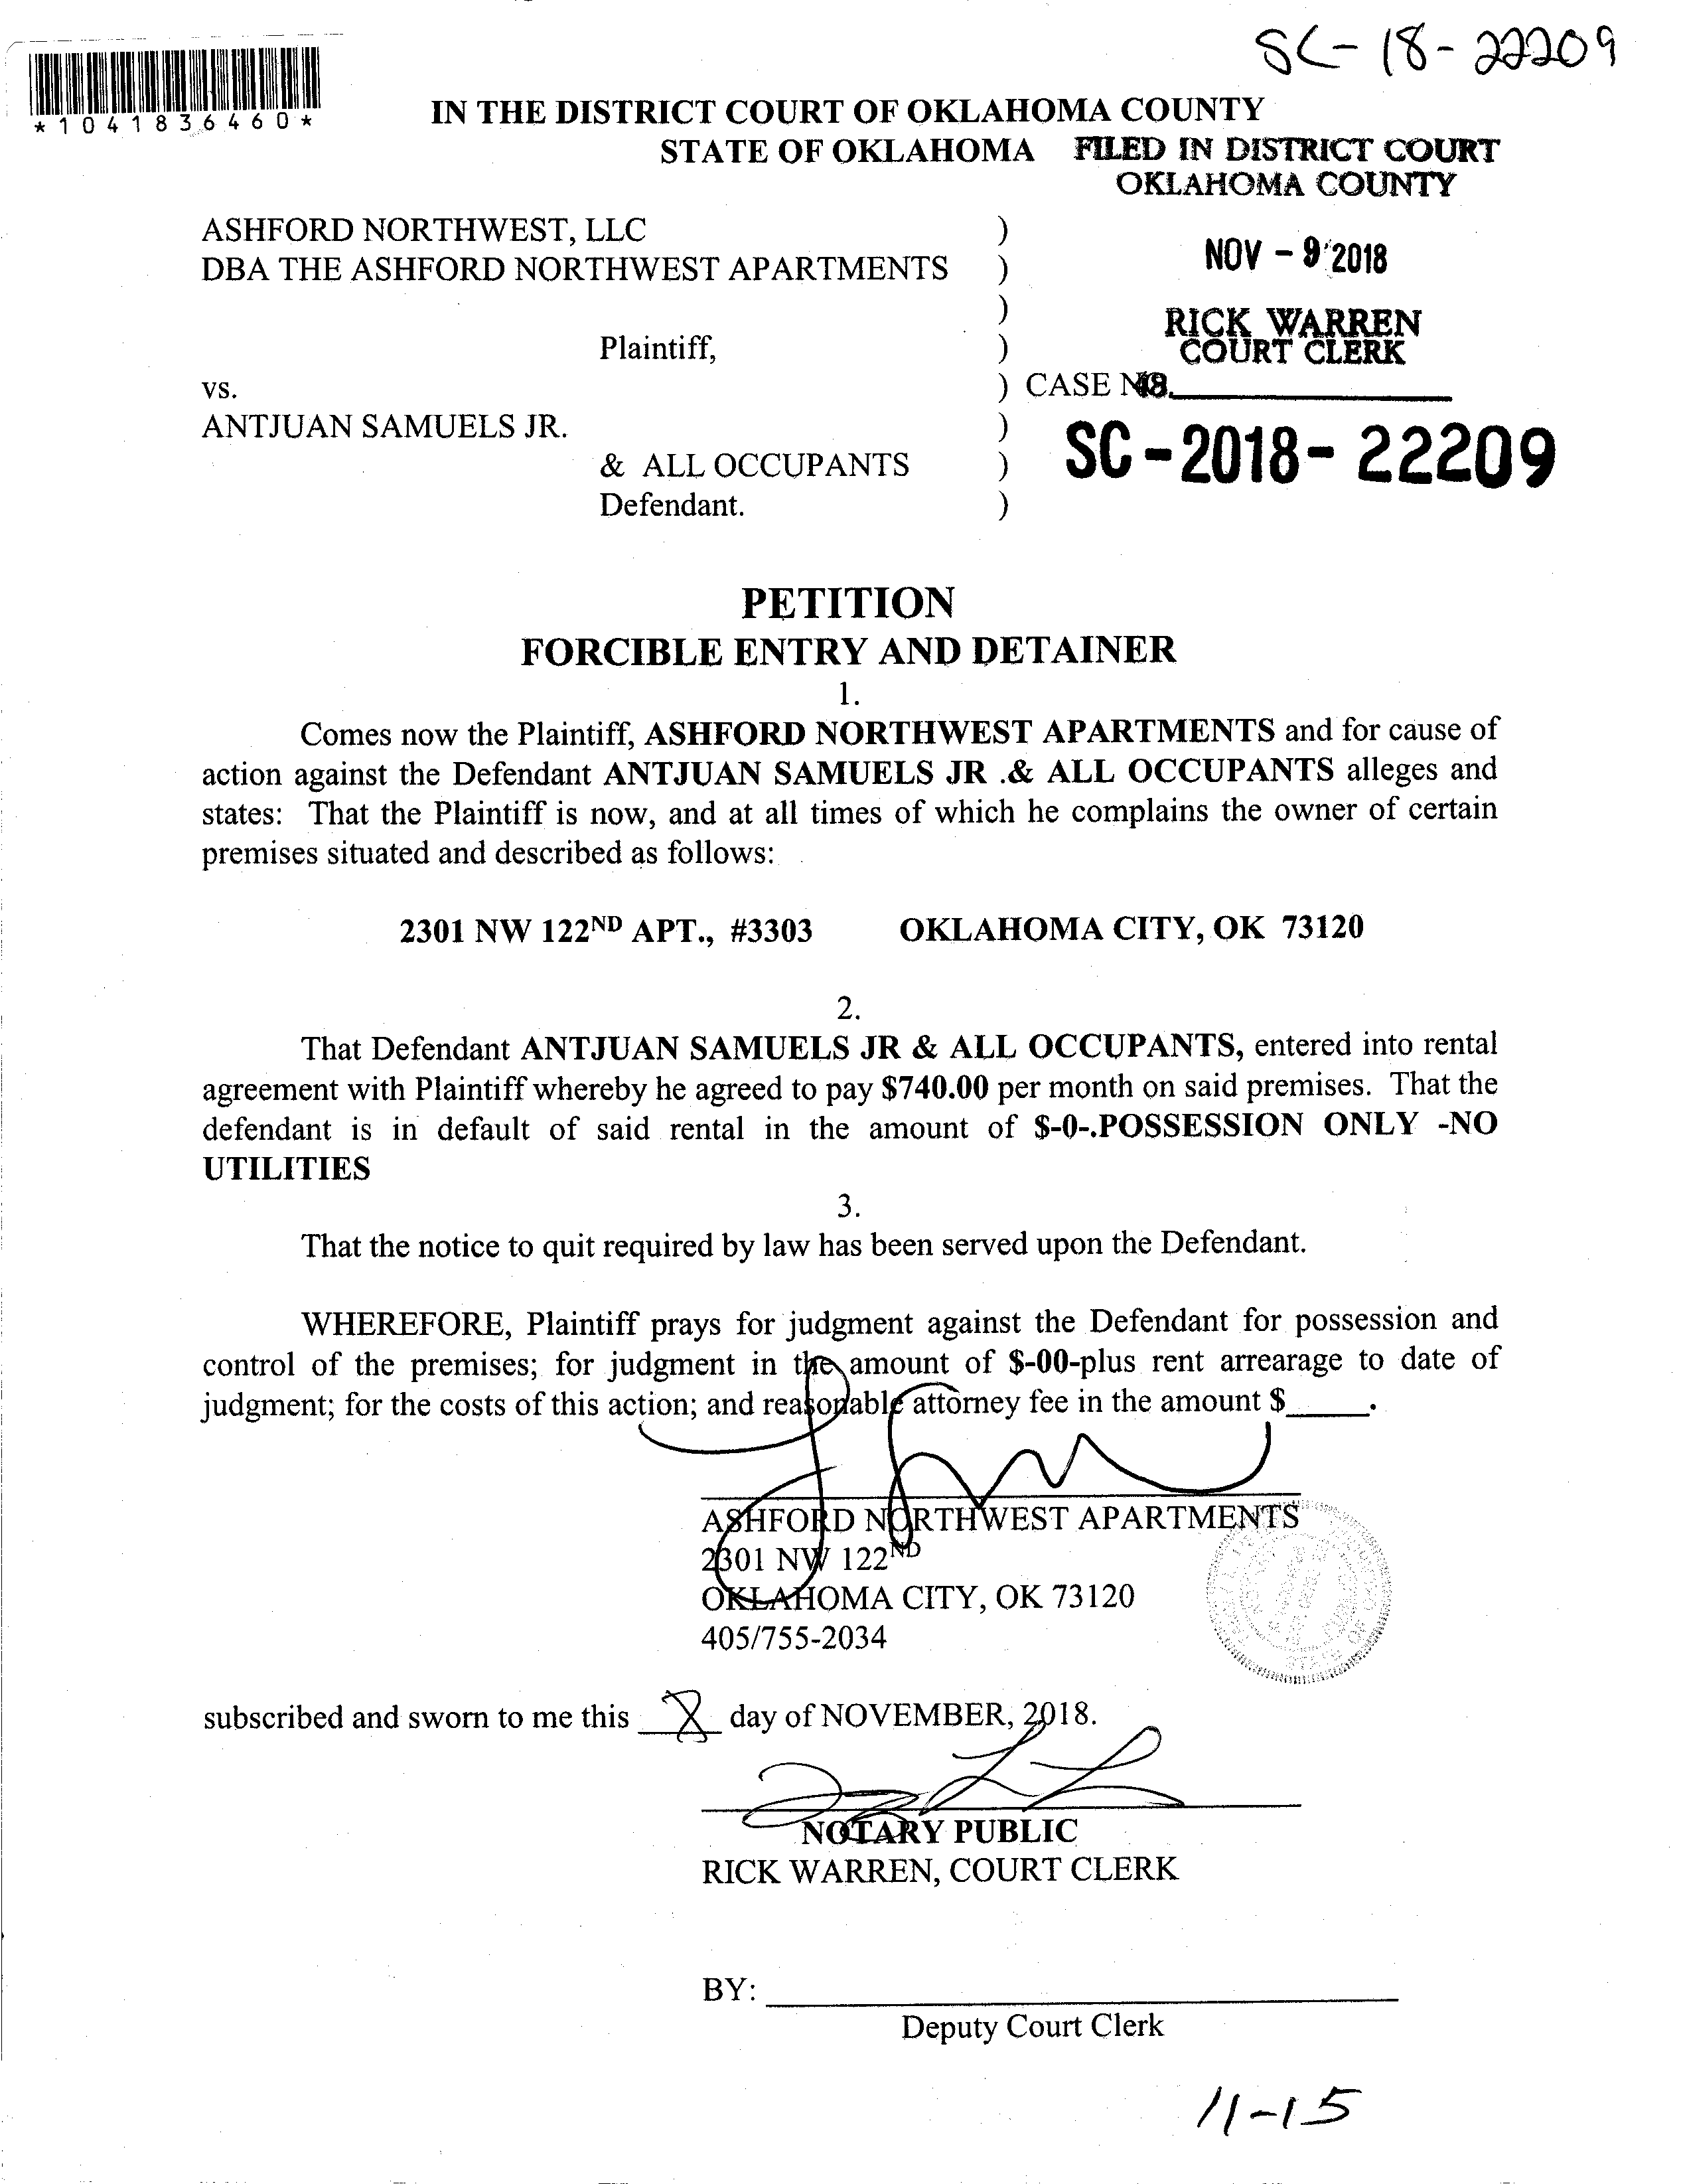 SC-18-22209
*1041836460*
IN THE DISTRICT COURT OF OKLAHOMA COUNTY
STATE OF OKLAHOMA FILED IN DISTRICT COURT
OKLAHOMA COUNTY
ASHFORD NORTHWEST, LLC )
DBA THE ASHFORD NORTHWEST APARTMENTS ) NOV - 9 2018
)
RICK WARREN
Plaintiff, ) COURT CLERK
vs. ) CASE NO. 48
ANTJUAN SAMUELS JR. )
& ALL OCCUPANTS ) SC-2018-22209
Defendant. )
PETITION
FORCIBLE ENTRY AND DETAINER
1.
Comes now the Plaintiff, ASHFORD NORTHWEST APARTMENTS and for cause of
action against the Defendant ANTJUAN SAMUELS JR .& ALL OCCUPANTS alleges and
states: That the Plaintiff is now, and at all times of which he complains the owner of certain
premises situated and described as follows:
2301 NW 122ND APT., #3303 OKLAHOMA CITY, OK 73120
2.
That Defendant ANTJUAN SAMUELS JR & ALL OCCUPANTS, entered into rental
agreement with Plaintiff whereby he agreed to pay $740.00 per month on said premises. That the
defendant is in default of said rental in the amount of $-0-.POSSESSION ONLY -NO
UTILITIES
3.
That the notice to quit required by law has been served upon the Defendant.
WHEREFORE, Plaintiff prays for judgment against the Defendant for possession and
control of the premises; for judgment in the amount of $-00-plus rent arrearage to date of
judgment; for the costs of this action; and reasonable attorney fee in the amount $_____.
ASHFORD NORTHWEST APARTMENTS
2301 NW 122ND
OKLAHOMA CITY, OK 73120
405/755-2034
subscribed and sworn to me this 8 day of NOVEMBER, 2018.
NOTARY PUBLIC
RICK WARREN, COURT CLERK
BY:
Deputy Court Clerk
11-15